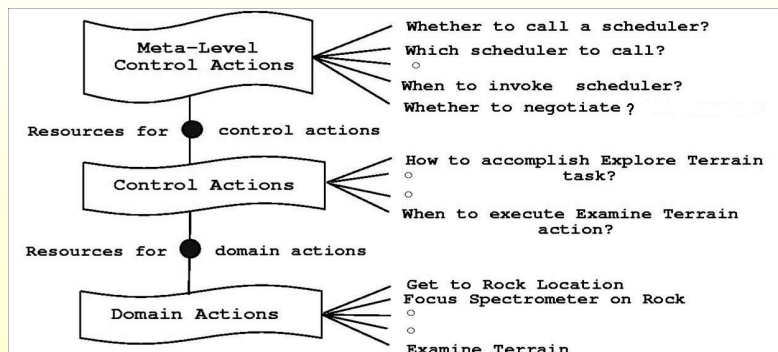 Meta-Level
Control Actions
Whether to call a scheduler?
Which scheduler to call?
When to invoke scheduler?
Whether to negotiate?
Resources for control actions
Control Actions
How to accomplish Explore Terrain
task?
When to execute Examine Terrain
action?
Resources for domain actions
Domain Actions
Get to Rock Location
Focus Spectrometer on Rock
Examine Terrain